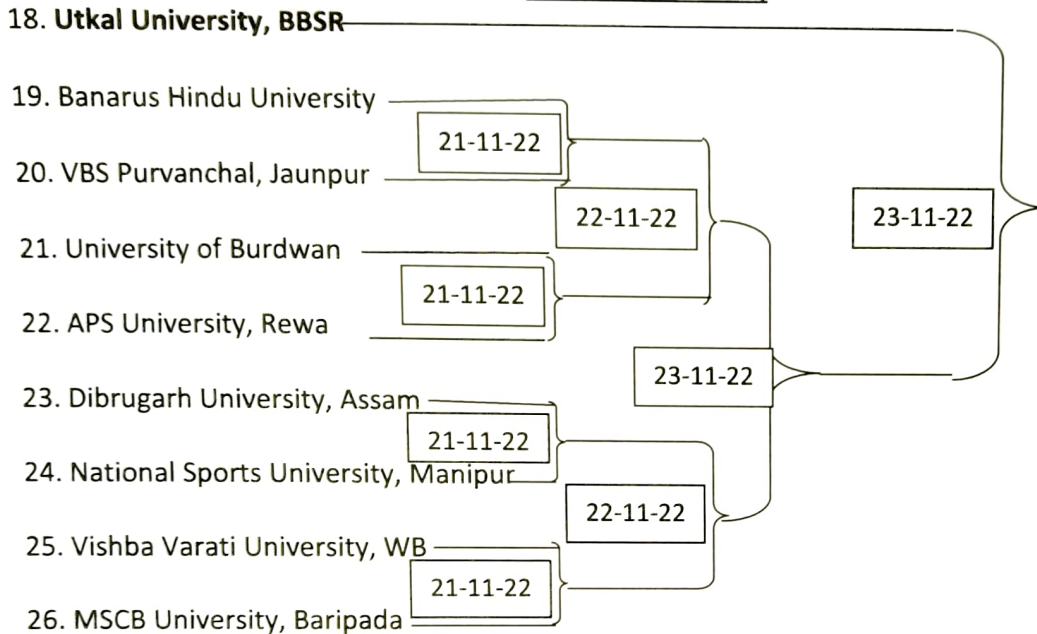 18. Utkal University, BBSR
19. Banarus Hindu University
21-11-22
20. VBS Purvanchal, Jaunpur
22-11-22
23-11-22
21. University of Burdwan
21-11-22
22. APS University, Rewa
23-11-22
23. Dibrugarh University, Assam
21-11-22
24. National Sports University, Manipur
22-11-22
25. Vishba Varati University, WB
21-11-22
26. MSCB University, Baripada